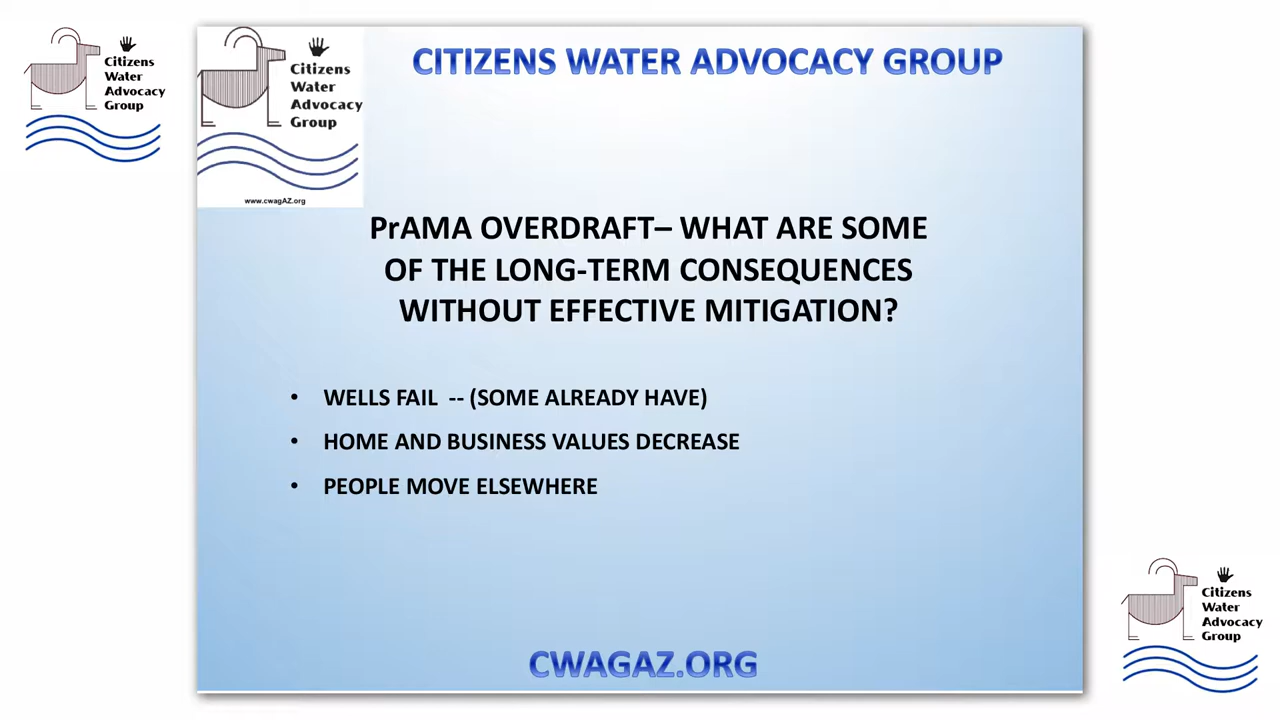 Citizens
Water
Advocacy
Group
Citizens
Water
Advocacy
Group
www.cwagAZ.org
CITIZENS WATER ADVOCACY GROUP
PrAMA OVERDRAFT– WHAT ARE SOME
OF THE LONG-TERM CONSEQUENCES
WITHOUT EFFECTIVE MITIGATION?
• WELLS FAIL -- (SOME ALREADY HAVE)
• HOME AND BUSINESS VALUES DECREASE
• PEOPLE MOVE ELSEWHERE
CWAGAZ.ORG
Citizens
Water
Advocacy
Group